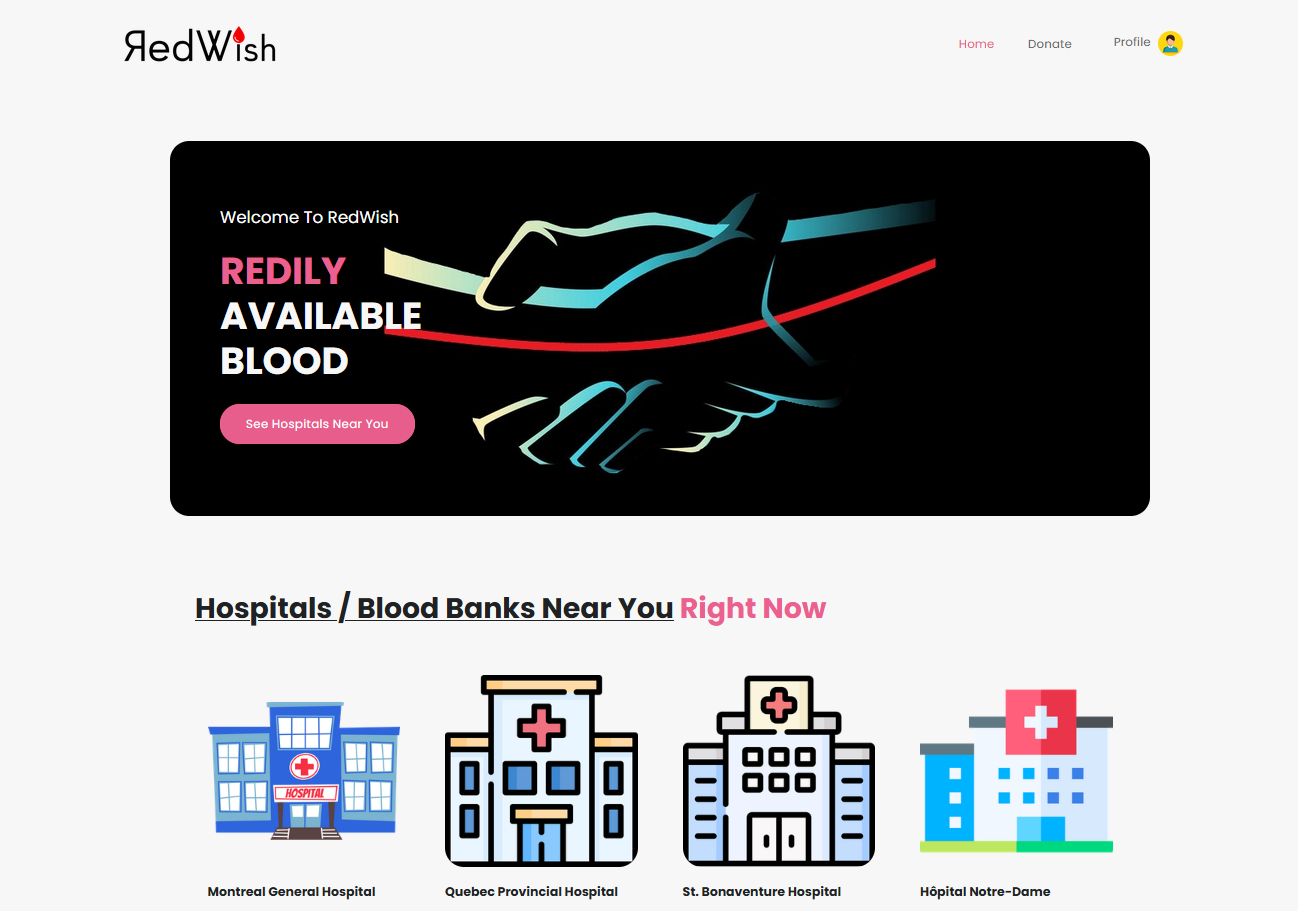 ЯedWish
Home
Donate
Profile
Welcome To RedWish
REDILY
AVAILABLE
BLOOD
See Hospitals Near You
Hospitals / Blood Banks Near You Right Now
HOSPITAL
Montreal General Hospital
Quebec Provincial Hospital
St. Bonaventure Hospital
Hôpital Notre-Dame